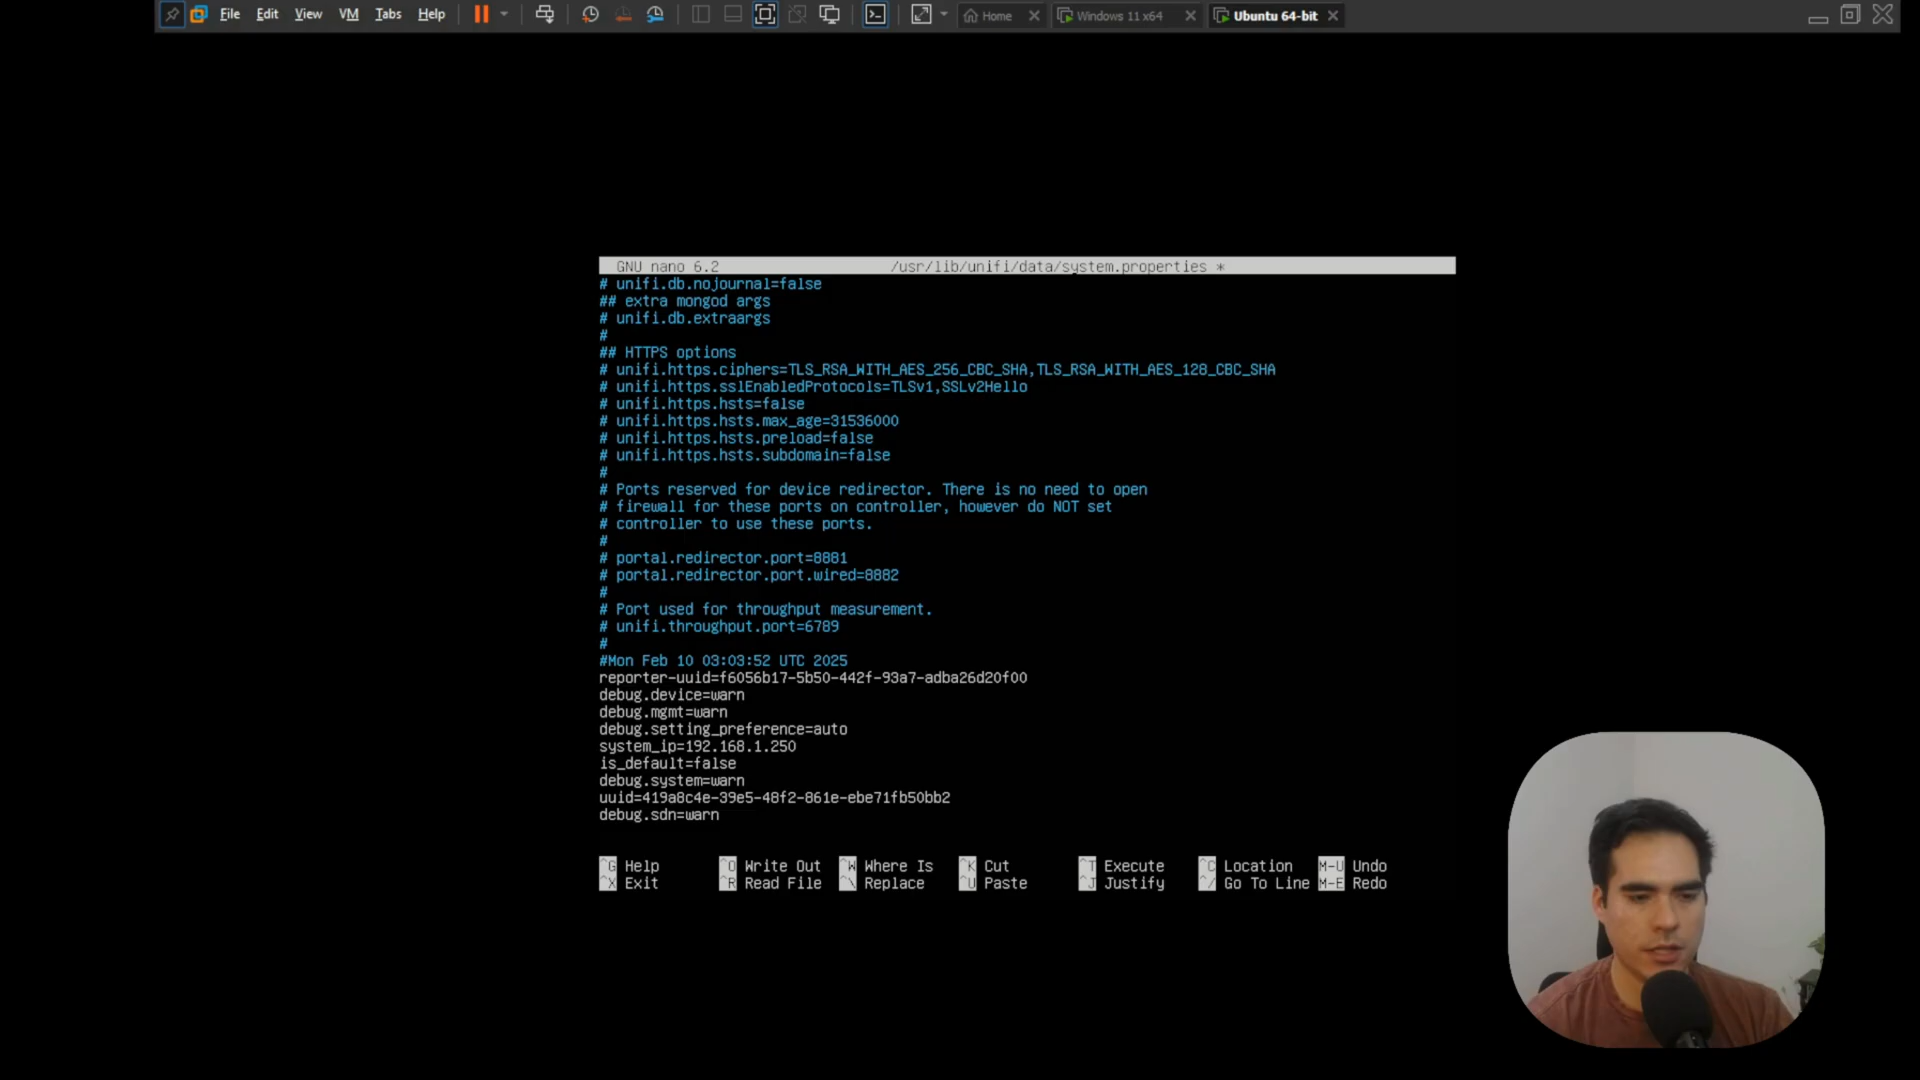 File Edit View VM Tabs Help Home Windows 11 x64 Ubuntu 64-bit
GNU nano 6.2 /usr/lib/unifi/data/system.properties *
# unifi.db.nojournal=false
## extra mongod args
# unifi.db.extraargs
#
## HTTPS options
# unifi.https.ciphers=TLS_RSA_WITH_AES_256_CBC_SHA,TLS_RSA_WITH_AES_128_CBC_SHA
# unifi.https.sslEnabledProtocols=TLSv1,SSLv2Hello
# unifi.https.hsts=false
# unifi.https.hsts.max_age=31536000
# unifi.https.hsts.preload=false
# unifi.https.hsts.subdomain=false
#
# Ports reserved for device redirector. There is no need to open
# firewall for these ports on controller, however do NOT set
# controller to use these ports.
#
# portal.redirector.port=8881
# portal.redirector.port.wired=8882
#
# Port used for throughput measurement.
# unifi.throughput.port=6789
#
#Mon Feb 10 03:03:52 UTC 2025
reporter-uuid=f6056b17-5b50-442f-93a7-adba26d20f00
debug.device=warn
debug.mgmt=warn
debug.setting_preference=auto
system_ip=192.168.1.250
is_default=false
debug.system=warn
uuid=419a8c4e-39e5-48f2-861e-ebe71fb50bb2
debug.sdn=warn
^G Help ^O Write Out ^W Where Is ^K Cut ^T Execute ^C Location M-U Undo
^X Exit ^R Read File ^\ Replace ^U Paste ^J Justify ^/ Go To Line M-E Redo